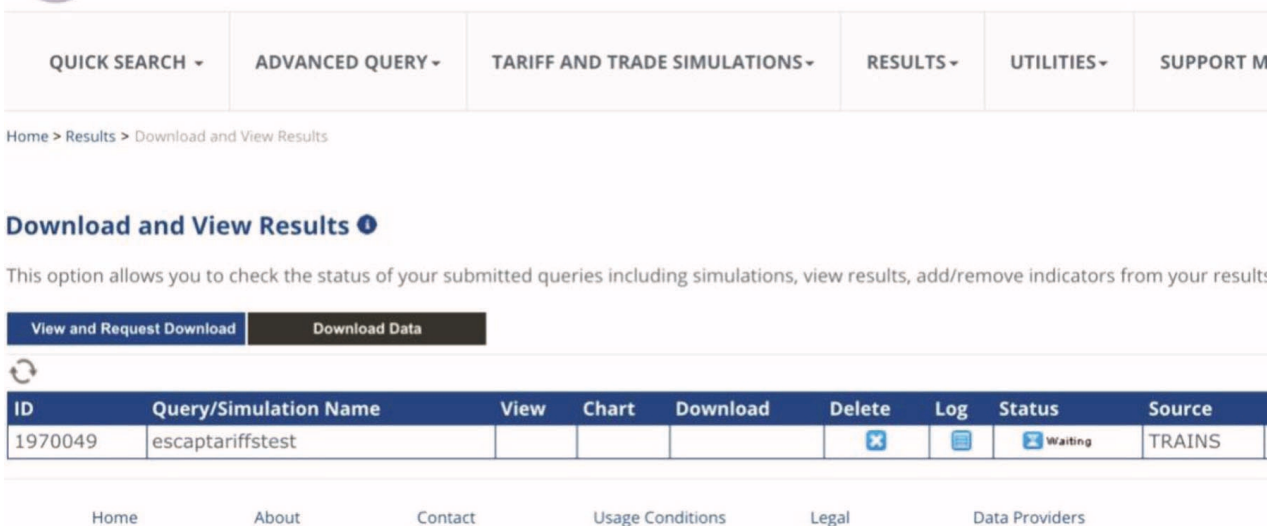 QUICK SEARCH ADVANCED QUERY TARIFF AND TRADE SIMULATIONS RESULTS UTILITIES SUPPORT M
Home > Results > Download and View Results
Download and View Results
This option allows you to check the status of your submitted queries including simulations, view results, add/remove indicators from your results
View and Request Download Download Data
ID Query/Simulation Name View Chart Download Delete Log Status Source
1970049 escaptariffstest Waiting TRAINS
Home About Contact Usage Conditions Legal Data Providers